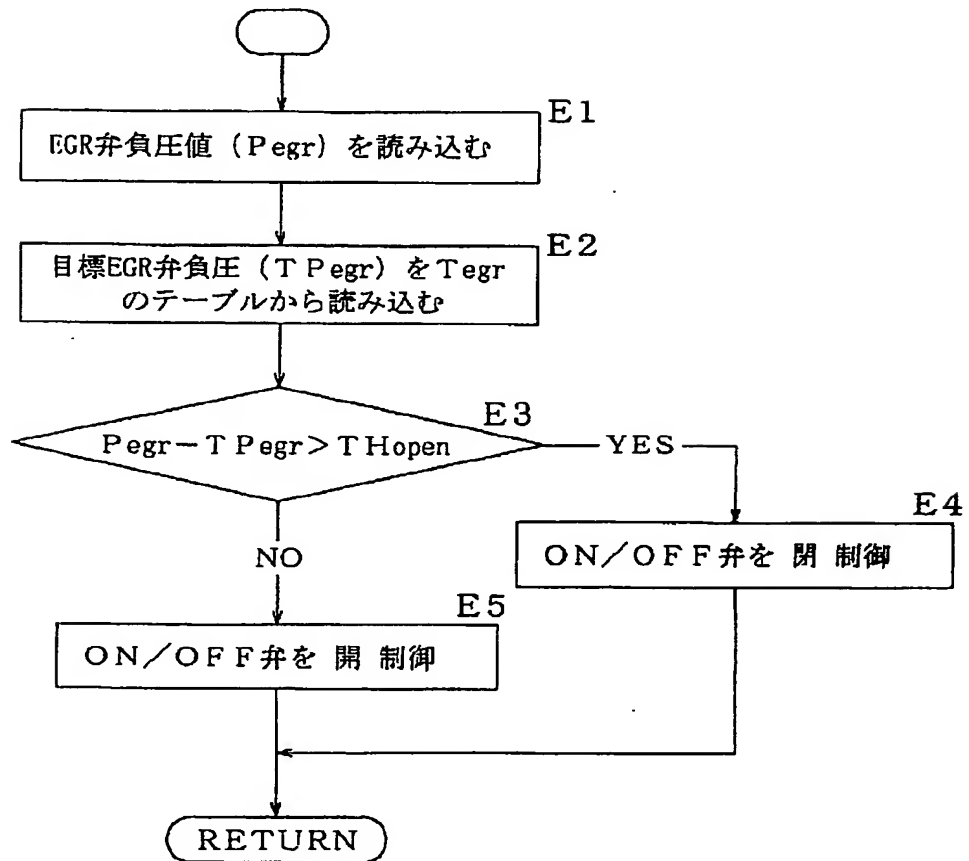 E1
EGR弁負圧値（Pegr）を読み込む
E2
目標EGR弁負圧（TPegr）をTegr
のテーブルから読み込む
E3
Pegr－TPegr＞THopen
YES
E4
ON／OFF弁を 閉 制御
NO
E5
ON／OFF弁を 開 制御
RETURN